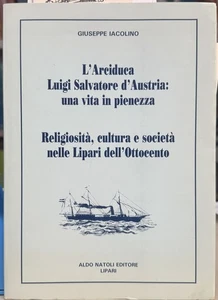 GIUSEPPE IACOLINO
L'Arciduca
Luigi Salvatore d'Austria:
una vita in pienezza
Religiosità, cultura e società
nelle Lipari dell'Ottocento
ALDO NATOLI EDITORE
LIPARI